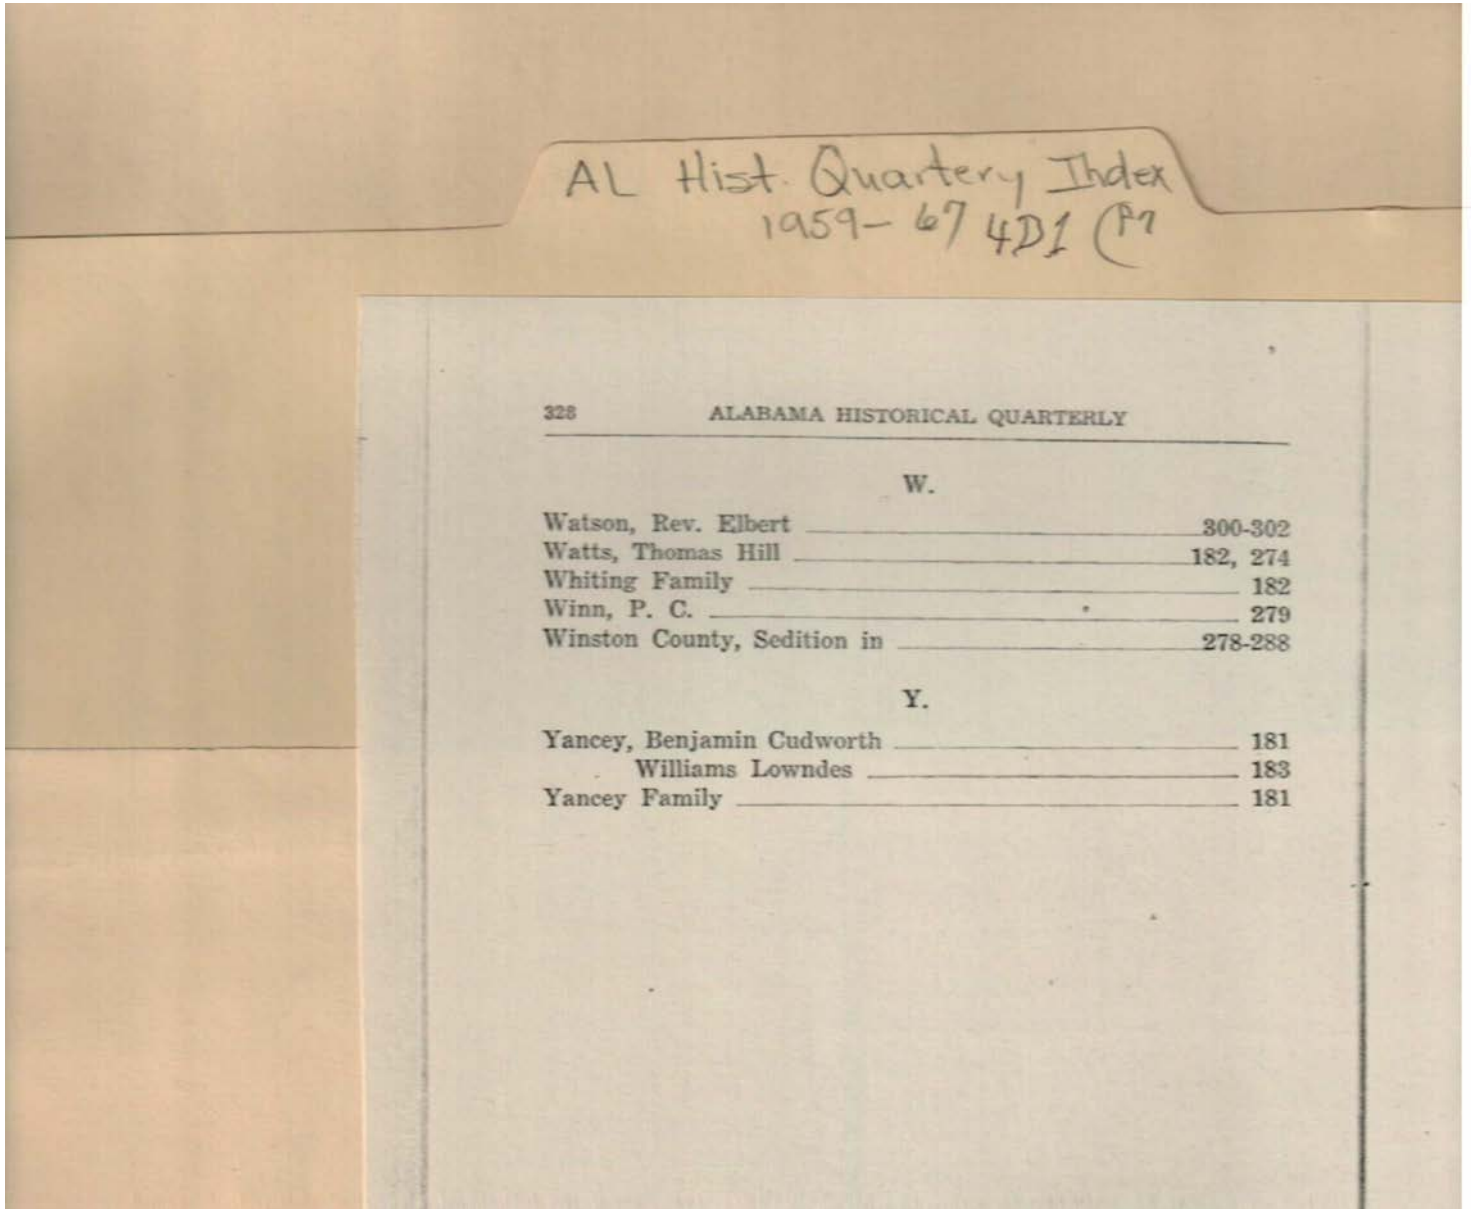 AL Hist. Quartery Index
1959-67 4D1
328 ALABAMA HISTORICAL QUARTERLY
W.
Watson, Rev. Elbert 300-302
Watts, Thomas Hill 182, 274
Whiting Family 182
Winn, P. C. 279
Winston County, Sedition in 278-288
Y.
Yancey, Benjamin Cudworth 181
Williams Lowndes 183
Yancey Family 181